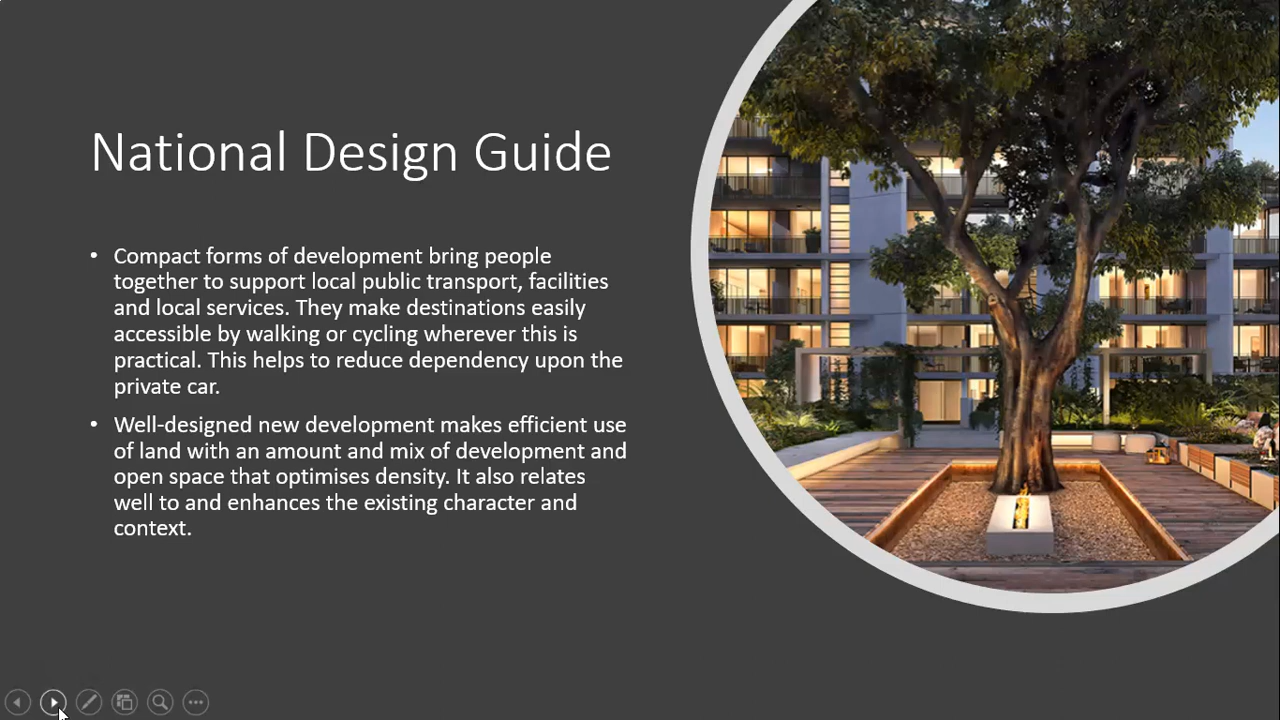 National Design Guide
• Compact forms of development bring people
together to support local public transport, facilities
and local services. They make destinations easily
accessible by walking or cycling wherever this is
practical. This helps to reduce dependency upon the
private car.
• Well-designed new development makes efficient use
of land with an amount and mix of development and
open space that optimises density. It also relates
well to and enhances the existing character and
context.